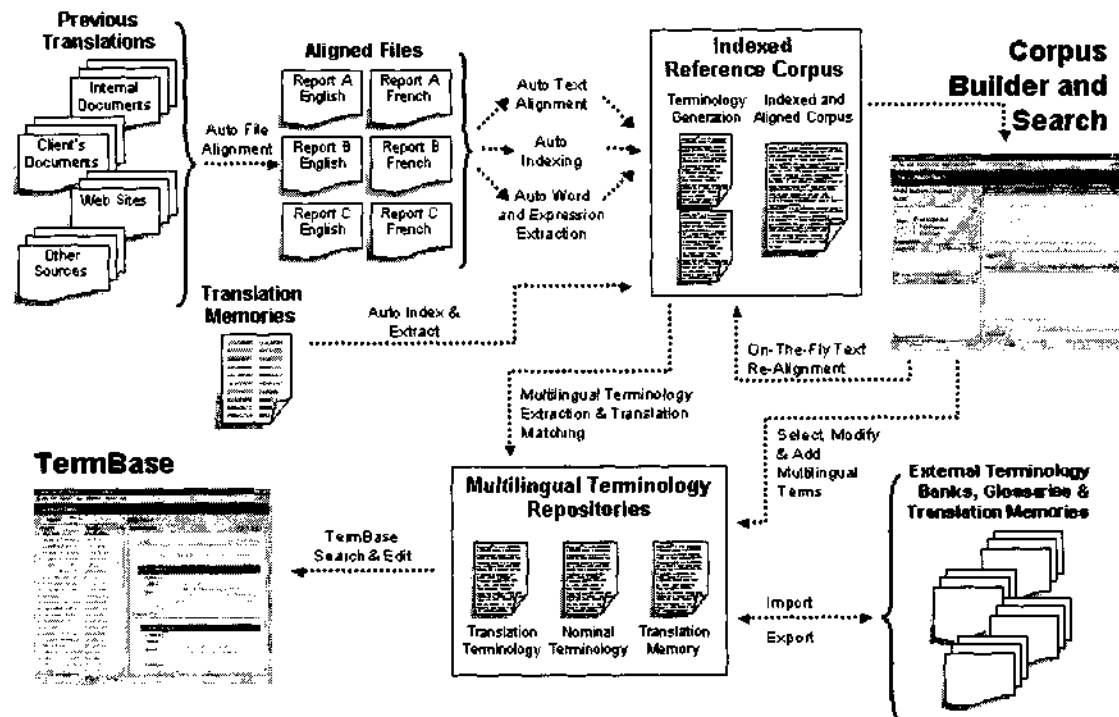 Previous
Translations
Internal
Documents
Client's
Documents
Web Sites
Other
Sources
Auto File
Alignment
Aligned Files
Report A
English
Report A
French
Report B
English
Report B
French
Report C
English
Report C
French
Auto Text
Alignment
Auto
Indexing
Auto Word
and Expression
Extraction
Indexed
Reference Corpus
Terminology
Generation
Indexed and
Aligned Corpus
Corpus
Builder and
Search
Translation
Memories
Auto Index &
Extract
On-The-Fly Text
Re-Alignment
Multilingual Terminology
Extraction & Translation
Matching
Select, Modify
& Add
Multilingual
Terms
TermBase
TermBase
Search & Edit
Multilingual Terminology
Repositories
Translation
Terminology
Nominal
Terminology
Translation
Memory
Import
Export
External Terminology
Banks, Glossaries &
Translation Memories